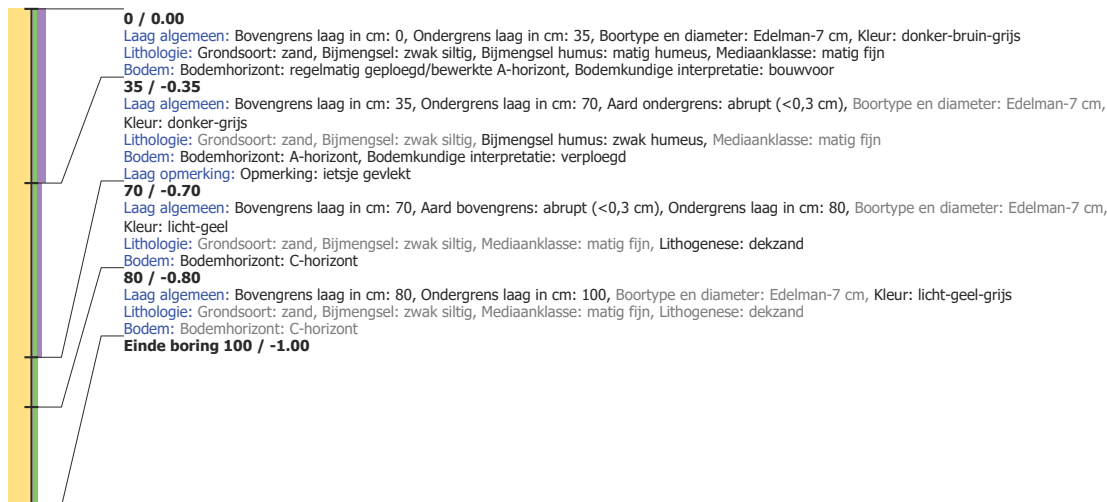 0 / 0.00
Laag algemeen: Bovengrens laag in cm: 0, Ondergrens laag in cm: 35, Boortype en diameter: Edelman-7 cm, Kleur: donker-bruin-grijs
Lithologie: Grondsoort: zand, Bijmengsel: zwak siltig, Bijmengsel humus: matig humeus, Mediaanklasse: matig fijn
Bodem: Bodemhorizont: regelmatig geploegd/bewerkte A-horizont, Bodemkundige interpretatie: bouwvoor
35 / -0.35
Laag algemeen: Bovengrens laag in cm: 35, Ondergrens laag in cm: 70, Aard ondergrens: abrupt (<0,3 cm), Boortype en diameter: Edelman-7 cm,
Kleur: donker-grijs
Lithologie: Grondsoort: zand, Bijmengsel: zwak siltig, Bijmengsel humus: zwak humeus, Mediaanklasse: matig fijn
Bodem: Bodemhorizont: A-horizont, Bodemkundige interpretatie: verploegd
Laag opmerking: Opmerking: ietsje gevlekt
70 / -0.70
Laag algemeen: Bovengrens laag in cm: 70, Aard bovengrens: abrupt (<0,3 cm), Ondergrens laag in cm: 80, Boortype en diameter: Edelman-7 cm,
Kleur: licht-geel
Lithologie: Grondsoort: zand, Bijmengsel: zwak siltig, Mediaanklasse: matig fijn, Lithogenese: dekzand
Bodem: Bodemhorizont: C-horizont
80 / -0.80
Laag algemeen: Bovengrens laag in cm: 80, Ondergrens laag in cm: 100, Boortype en diameter: Edelman-7 cm, Kleur: licht-geel-grijs
Lithologie: Grondsoort: zand, Bijmengsel: zwak siltig, Mediaanklasse: matig fijn, Lithogenese: dekzand
Bodem: Bodemhorizont: C-horizont
Einde boring 100 / -1.00